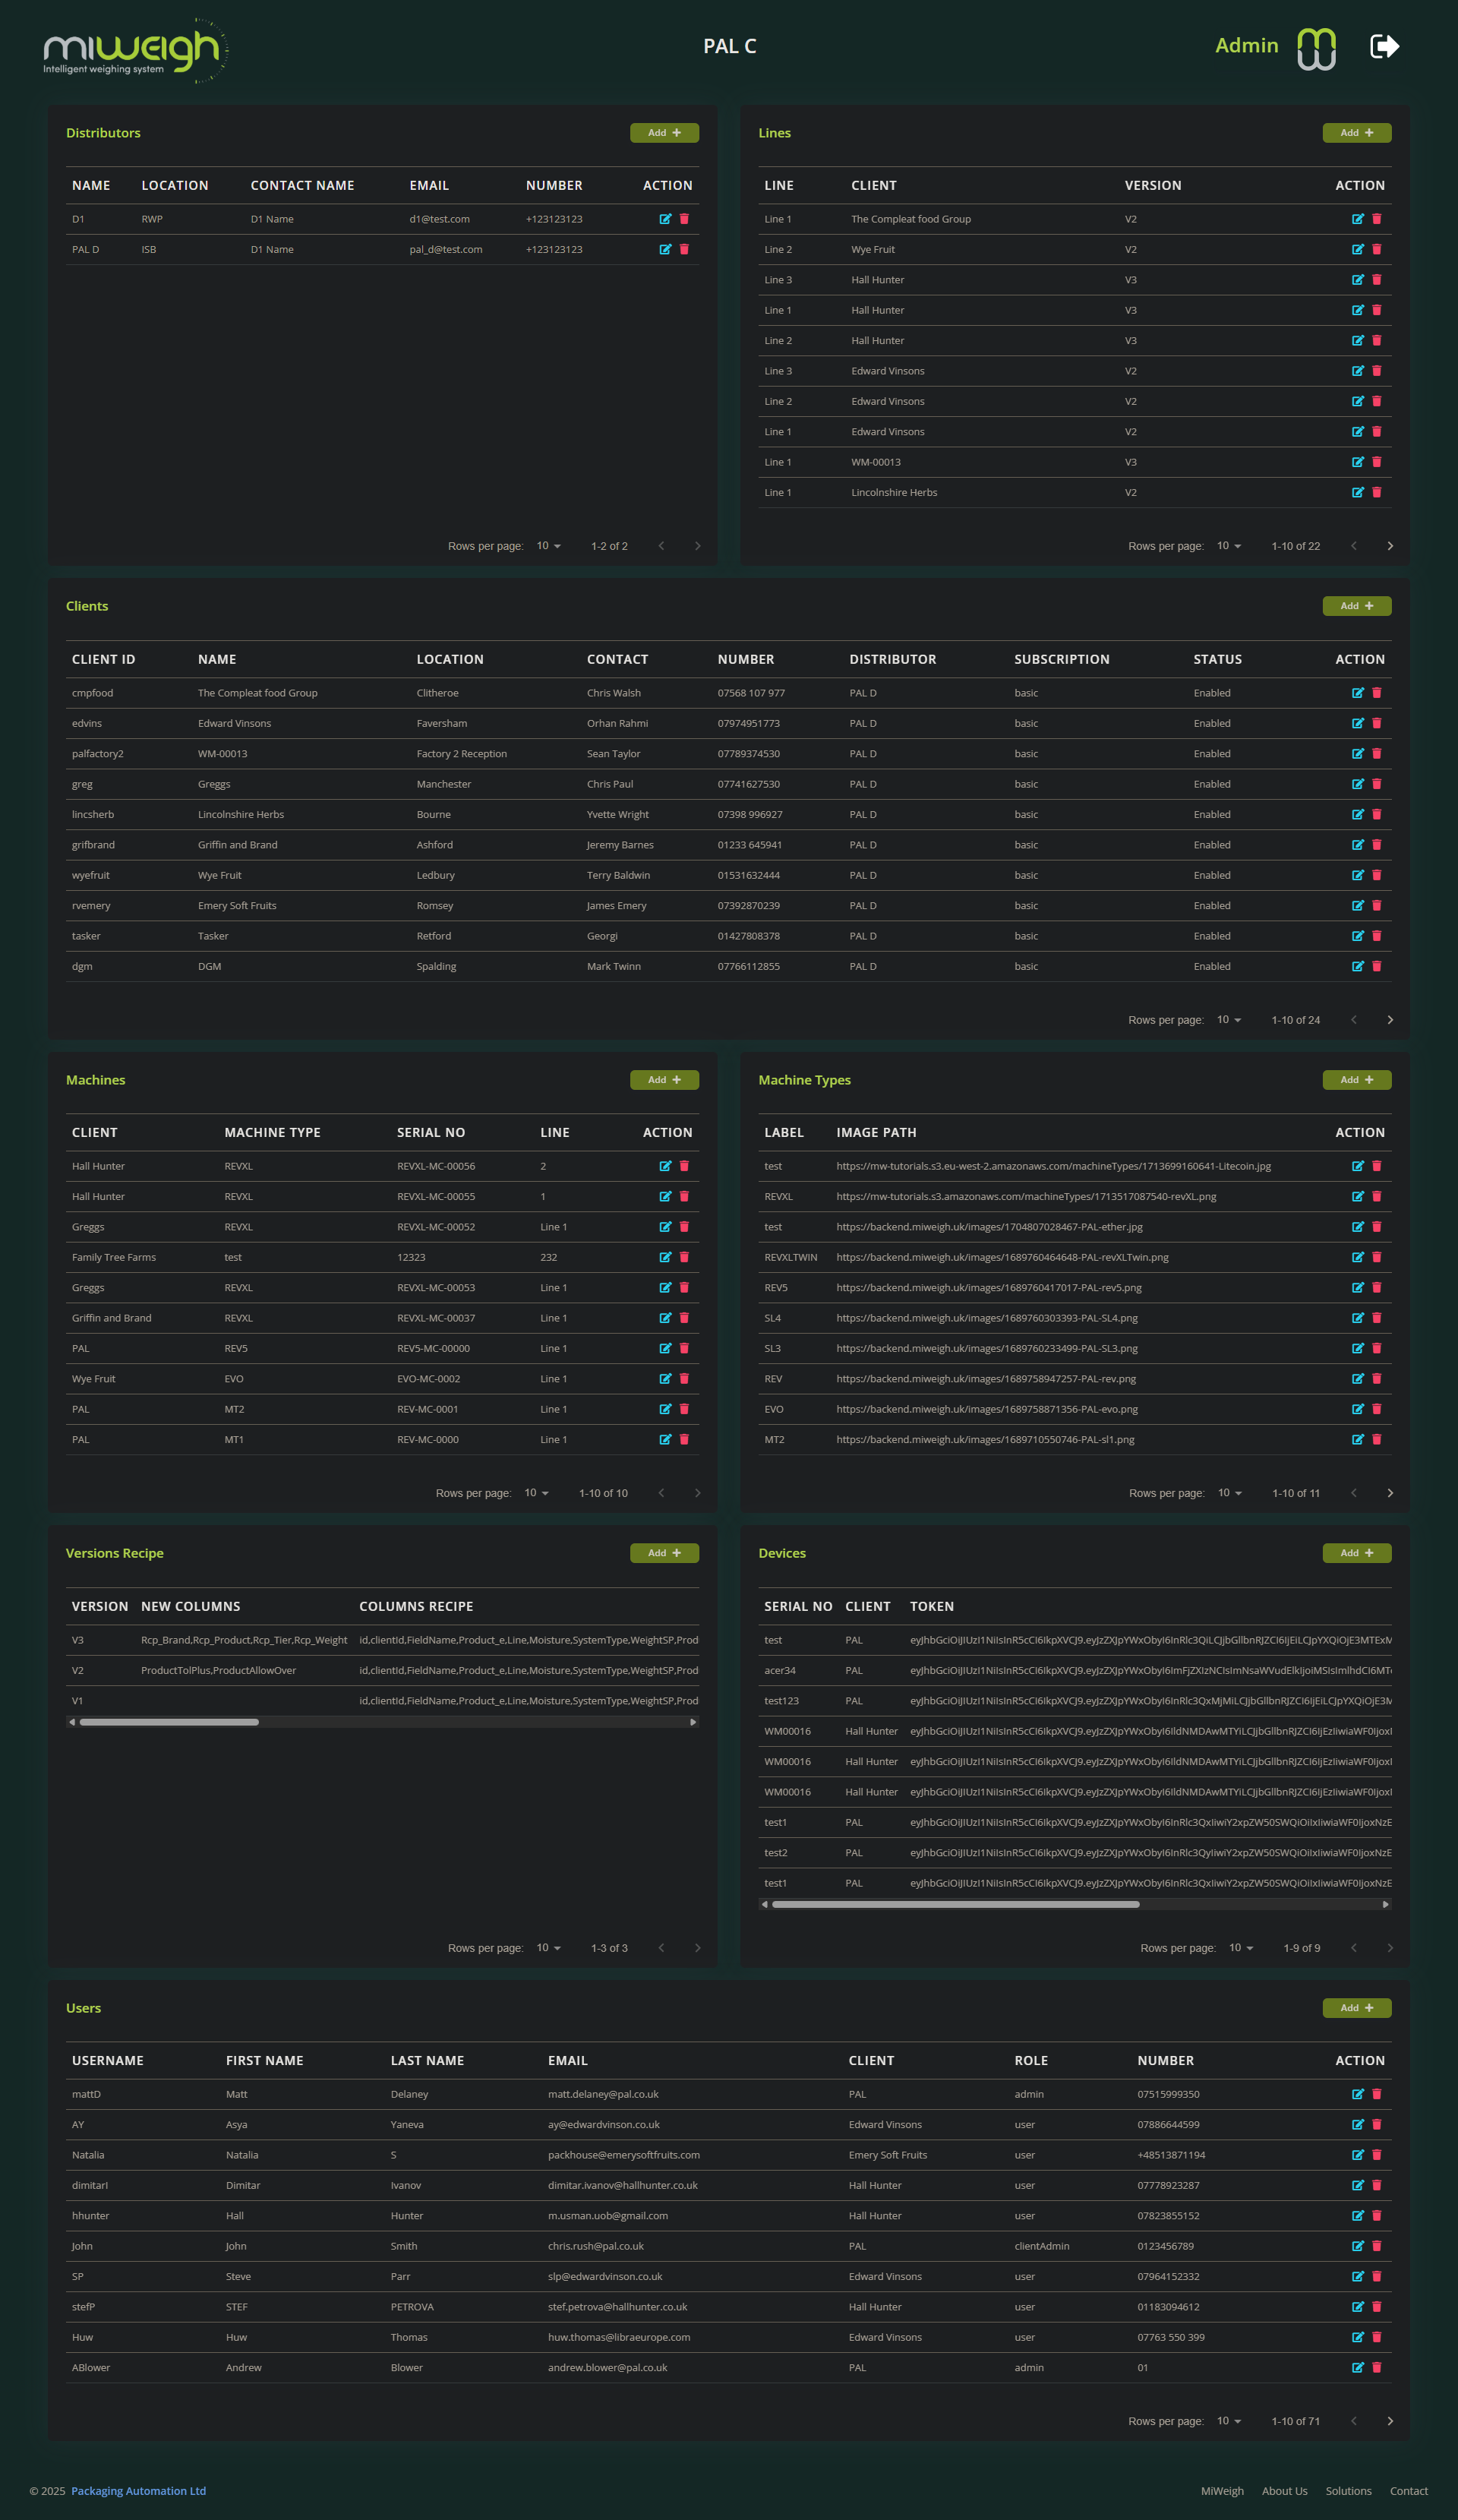 miweigh
Intelligent weighing system
PAL C
Admin
Distributors
Add
NAME LOCATION CONTACT NAME EMAIL NUMBER ACTION
D1 RWP D1 Name d1@test.com +123123123
PAL D ISB D1 Name pal_d@test.com +123123123
Rows per page: 10 1-2 of 2
Lines
Add
LINE CLIENT VERSION ACTION
Line 1 The Compleat food Group V2
Line 2 Wye Fruit V2
Line 3 Hall Hunter V3
Line 1 Hall Hunter V3
Line 2 Hall Hunter V3
Line 3 Edward Vinsons V2
Line 2 Edward Vinsons V2
Line 1 Edward Vinsons V2
Line 1 WM-00013 V3
Line 1 Lincolnshire Herbs V2
Rows per page: 10 1-10 of 22
Clients
Add
CLIENT ID NAME LOCATION CONTACT NUMBER DISTRIBUTOR SUBSCRIPTION STATUS ACTION
cmpfood The Compleat food Group Clitheroe Chris Walsh 07568 107 977 PAL D basic Enabled
edvins Edward Vinsons Faversham Orhan Rahmi 07974951773 PAL D basic Enabled
palfactory2 WM-00013 Factory 2 Reception Sean Taylor 07789374530 PAL D basic Enabled
greg Greggs Manchester Chris Paul 07741627530 PAL D basic Enabled
lincsherb Lincolnshire Herbs Bourne Yvette Wright 07398 996927 PAL D basic Enabled
grifbrand Griffin and Brand Ashford Jeremy Barnes 01233 645941 PAL D basic Enabled
wyefruit Wye Fruit Ledbury Terry Baldwin 01531632444 PAL D basic Enabled
rvemery Emery Soft Fruits Romsey James Emery 07392870239 PAL D basic Enabled
tasker Tasker Retford Georgi 01427808378 PAL D basic Enabled
dgm DGM Spalding Mark Twinn 07766112855 PAL D basic Enabled
Rows per page: 10 1-10 of 24
Machines
Add
CLIENT MACHINE TYPE SERIAL NO LINE ACTION
Hall Hunter REVXL REVXL-MC-00056 2
Hall Hunter REVXL REVXL-MC-00055 1
Greggs REVXL REVXL-MC-00052 Line 1
Family Tree Farms test 12323 232
Greggs REVXL REVXL-MC-00053 Line 1
Griffin and Brand REVXL REVXL-MC-00037 Line 1
PAL REV5 REV5-MC-00000 Line 1
Wye Fruit EVO EVO-MC-0002 Line 1
PAL MT2 REV-MC-0001 Line 1
PAL MT1 REV-MC-0000 Line 1
Rows per page: 10 1-10 of 10
Machine Types
Add
LABEL IMAGE PATH ACTION
test https://mw-tutorials.s3.eu-west-2.amazonaws.com/machineTypes/1713699160641-Litecoin.jpg
REVXL https://mw-tutorials.s3.amazonaws.com/machineTypes/1713517087540-revXL.png
test https://backend.miweigh.uk/images/1704807028467-PAL-ether.jpg
REVXLTWIN https://backend.miweigh.uk/images/1689760464648-PAL-revXLTwin.png
REV5 https://backend.miweigh.uk/images/1689760417017-PAL-rev5.png
SL4 https://backend.miweigh.uk/images/1689760303393-PAL-SL4.png
SL3 https://backend.miweigh.uk/images/1689760233499-PAL-SL3.png
REV https://backend.miweigh.uk/images/1689758947257-PAL-rev.png
EVO https://backend.miweigh.uk/images/1689758871356-PAL-evo.png
MT2 https://backend.miweigh.uk/images/1689710550746-PAL-sl1.png
Rows per page: 10 1-10 of 11
Versions Recipe
Add
VERSION NEW COLUMNS COLUMNS RECIPE
V3 Rcp_Brand,Rcp_Product,Rcp_Tier,Rcp_Weight id,clientId,FieldName,Product_e,Line,Moisture,SystemType,WeightSP,Prod
V2 ProductTolPlus,ProductAllowOver id,clientId,FieldName,Product_e,Line,Moisture,SystemType,WeightSP,Prod
V1 id,clientId,FieldName,Product_e,Line,Moisture,SystemType,WeightSP,Prod
Rows per page: 10 1-3 of 3
Devices
Add
SERIAL NO CLIENT TOKEN
test PAL
acer34 PAL
test123 PAL
WM00016 Hall Hunter
WM00016 Hall Hunter
WM00016 Hall Hunter
test1 PAL
test2 PAL
test1 PAL
Rows per page: 10 1-9 of 9
Users
Add
USERNAME FIRST NAME LAST NAME EMAIL CLIENT ROLE NUMBER ACTION
mattD Matt Delaney matt.delaney@pal.co.uk PAL admin 07515999350
AY Asya Yaneva ay@edwardvinson.co.uk Edward Vinsons user 07886644599
Natalia Natalia S packhouse@emerysoftfruits.com Emery Soft Fruits user +48513871194
dimitarI Dimitar Ivanov dimitar.ivanov@hallhunter.co.uk Hall Hunter user 07778923287
hhunter Hall Hunter m.usman.uob@gmail.com Hall Hunter user 07823855152
John John Smith chris.rush@pal.co.uk PAL clientAdmin 0123456789
SP Steve Parr slp@edwardvinson.co.uk Edward Vinsons user 07964152332
stefP STEF PETROVA stef.petrova@hallhunter.co.uk Hall Hunter user 01183094612
Huw Huw Thomas huw.thomas@libraeurope.com Edward Vinsons user 07763 550 399
ABlower Andrew Blower andrew.blower@pal.co.uk PAL admin 01
Rows per page: 10 1-10 of 71
© 2025 Packaging Automation Ltd
MiWeigh About Us Solutions Contact